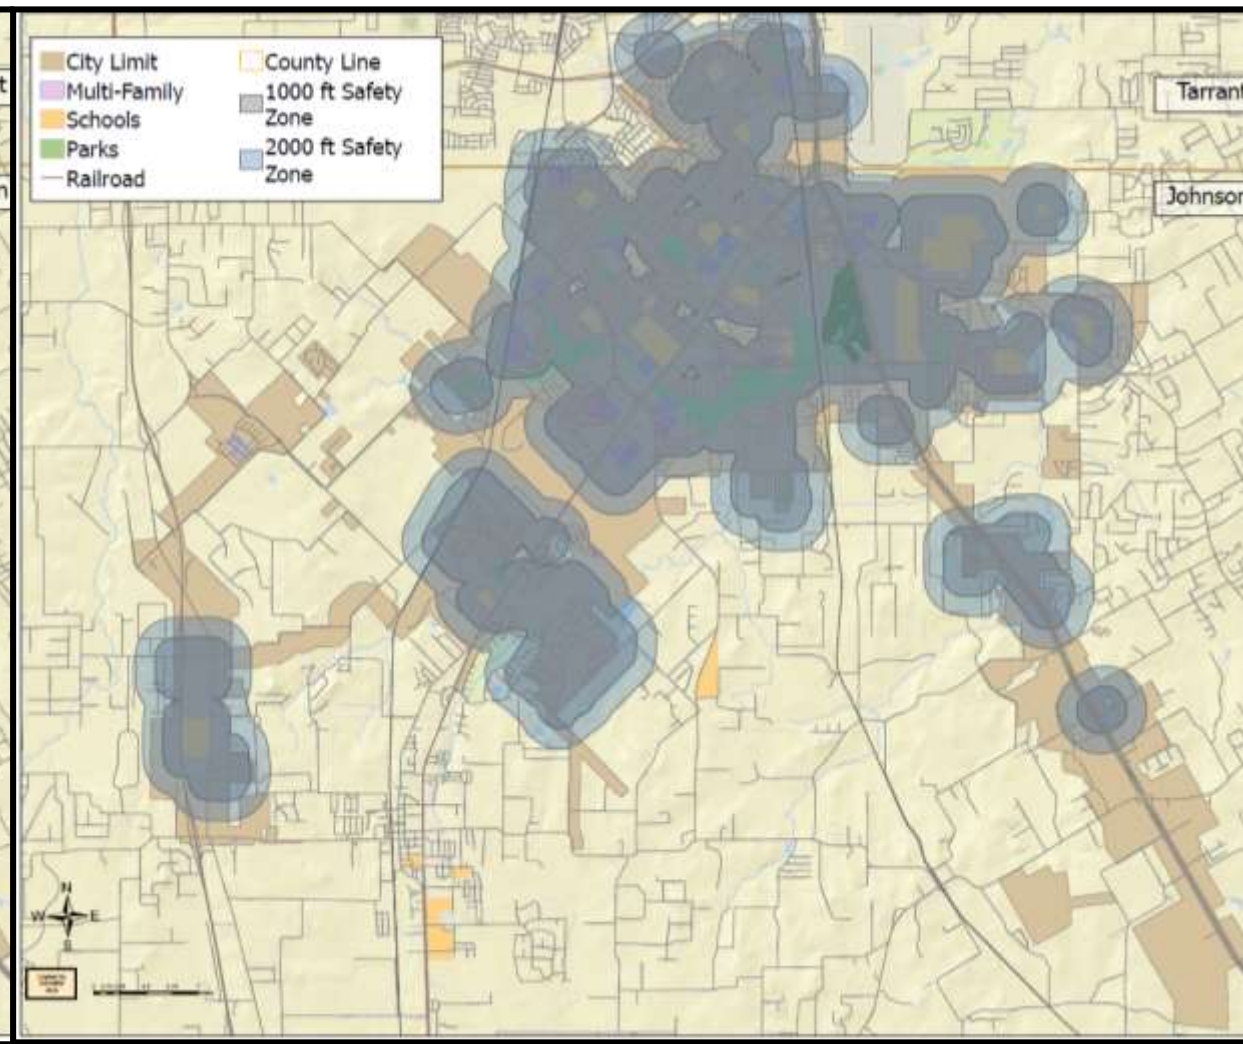 City Limit
Multi-Family
Schools
Parks
Railroad
County Line
1000 ft Safety
Zone
2000 ft Safety
Zone
Tarrant
Johnson
N
W E
S